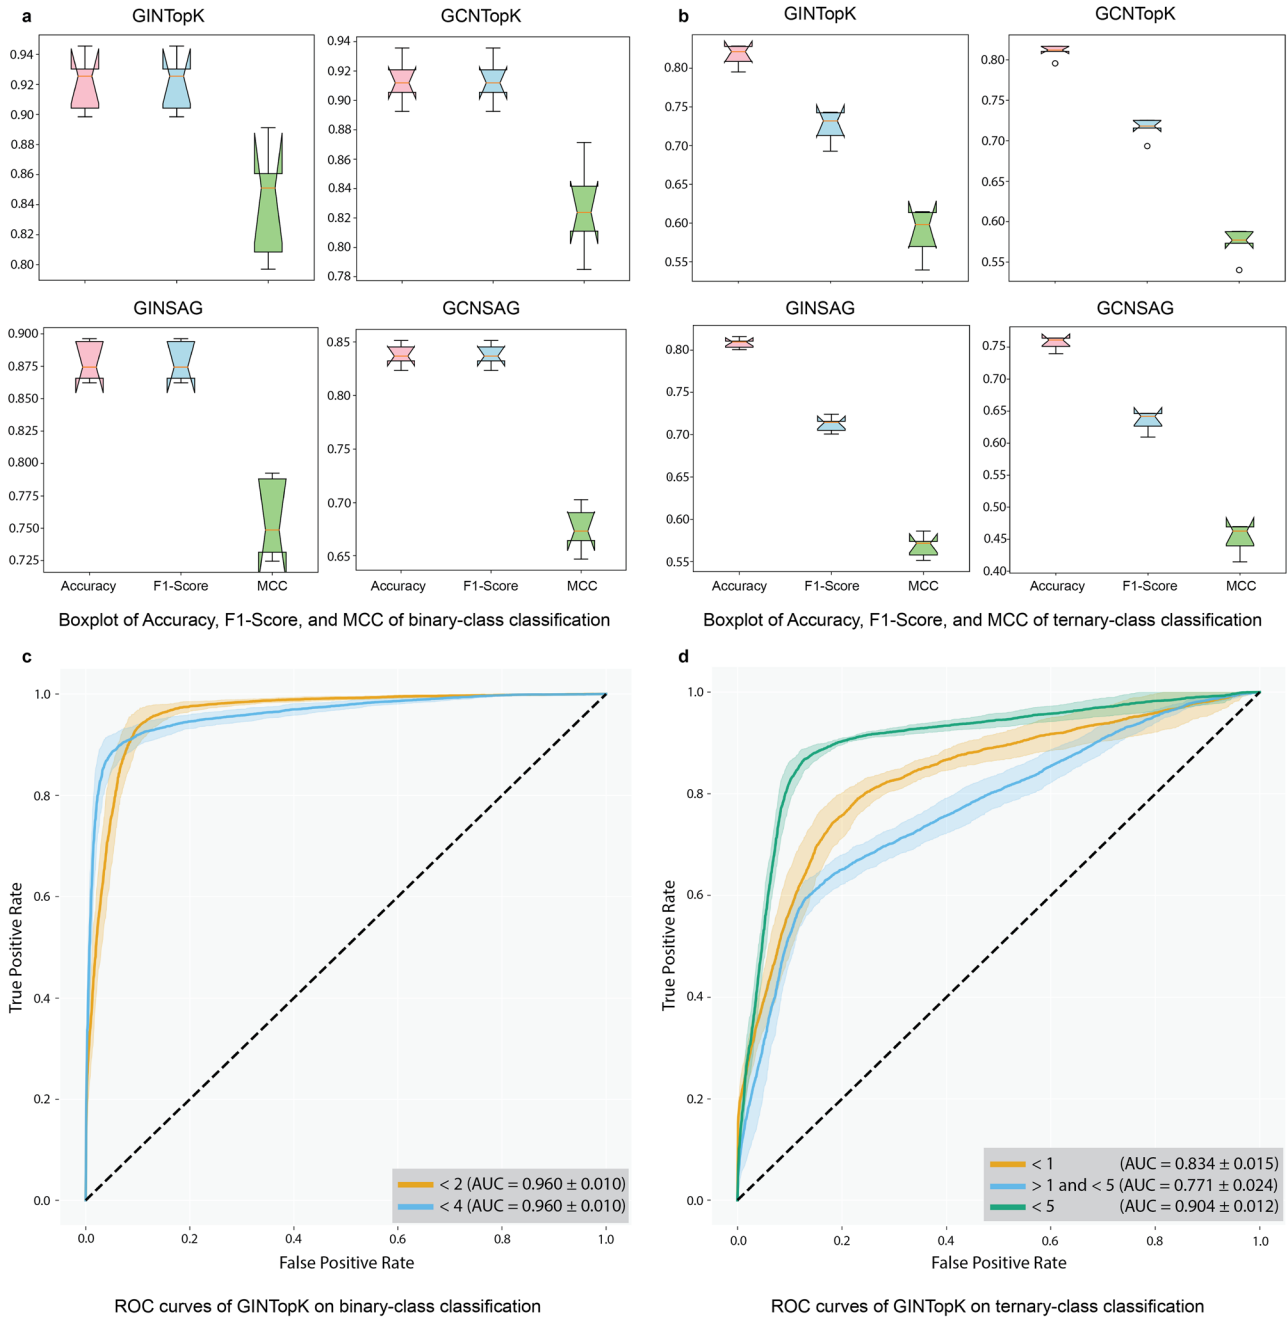 a
GINTopK
GCNTopK
0.94
0.92
0.90
0.88
0.86
0.84
0.82
0.80
0.94
0.92
0.90
0.88
0.86
0.84
0.82
0.80
0.78
GINSAG
GCNSAG
0.900
0.875
0.850
0.825
0.800
0.775
0.750
0.725
0.85
0.80
0.75
0.70
0.65
Accuracy F1-Score MCC
Accuracy F1-Score MCC
Boxplot of Accuracy, F1-Score, and MCC of binary-class classification
b
GINTopK
GCNTopK
0.80
0.75
0.70
0.65
0.60
0.55
0.80
0.75
0.70
0.65
0.60
0.55
GINSAG
GCNSAG
0.80
0.75
0.70
0.65
0.60
0.55
0.75
0.70
0.65
0.60
0.55
0.50
0.45
0.40
Accuracy F1-Score MCC
Accuracy F1-Score MCC
Boxplot of Accuracy, F1-Score, and MCC of ternary-class classification
c
True Positive Rate
1.0
0.8
0.6
0.4
0.2
0.0
< 2 (AUC = 0.960 ± 0.010)
< 4 (AUC = 0.960 ± 0.010)
0.0 0.2 0.4 0.6 0.8 1.0
False Positive Rate
ROC curves of GINTopK on binary-class classification
d
True Positive Rate
1.0
0.8
0.6
0.4
0.2
0.0
< 1 (AUC = 0.834 ± 0.015)
> 1 and < 5 (AUC = 0.771 ± 0.024)
< 5 (AUC = 0.904 ± 0.012)
0.0 0.2 0.4 0.6 0.8 1.0
False Positive Rate
ROC curves of GINTopK on ternary-class classification